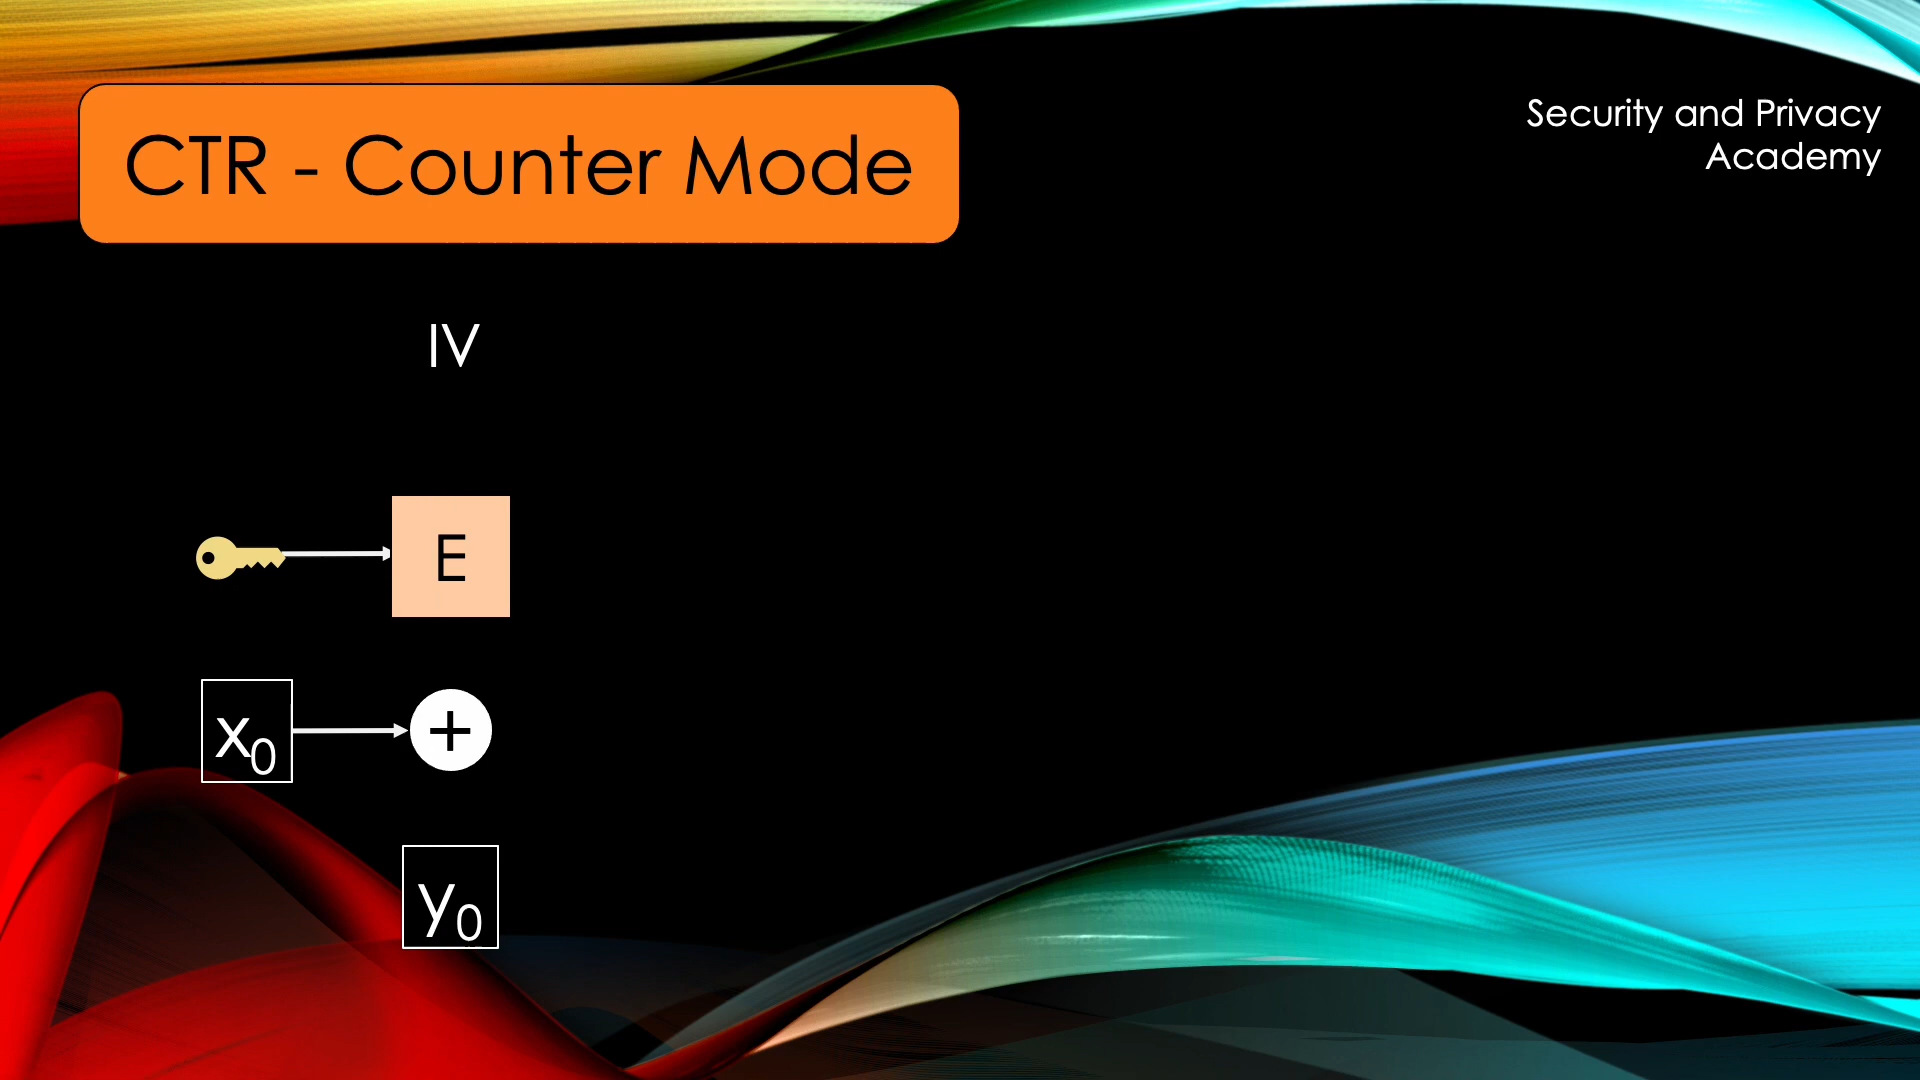 CTR - Counter Mode
Security and Privacy
Academy
IV
E
x₀
+
y₀